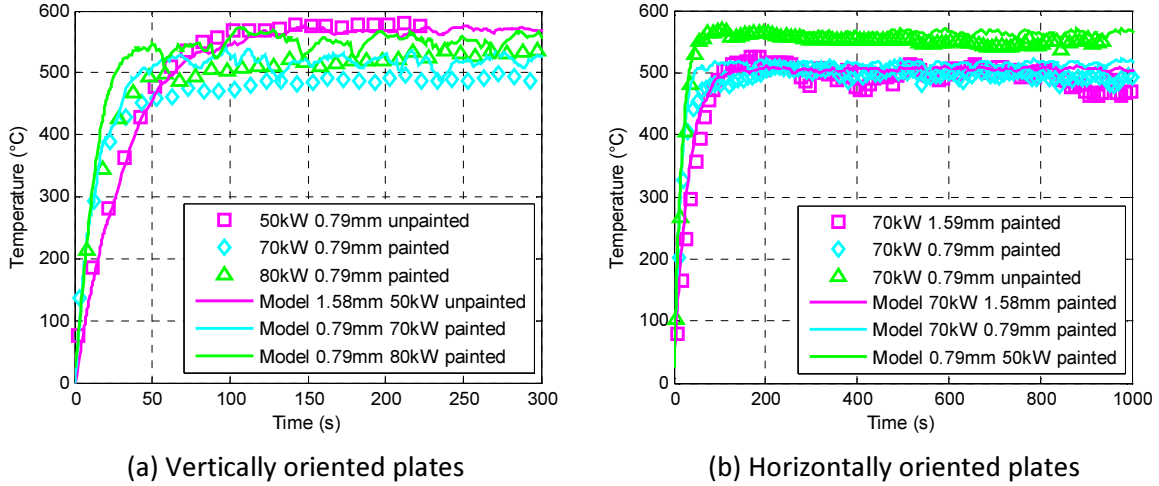 600
500
400
300
200
100
0
Temperature (°C)
0 50 100 150 200 250 300
Time (s)
50kW 0.79mm unpainted
70kW 0.79mm painted
80kW 0.79mm painted
Model 1.58mm 50kW unpainted
Model 0.79mm 70kW painted
Model 0.79mm 80kW painted
(a) Vertically oriented plates
600
500
400
300
200
100
0
Temperature (°C)
0 200 400 600 800 1000
Time (s)
70kW 1.59mm painted
70kW 0.79mm painted
70kW 0.79mm unpainted
Model 70kW 1.58mm painted
Model 70kW 0.79mm painted
Model 0.79mm 50kW painted
(b) Horizontally oriented plates